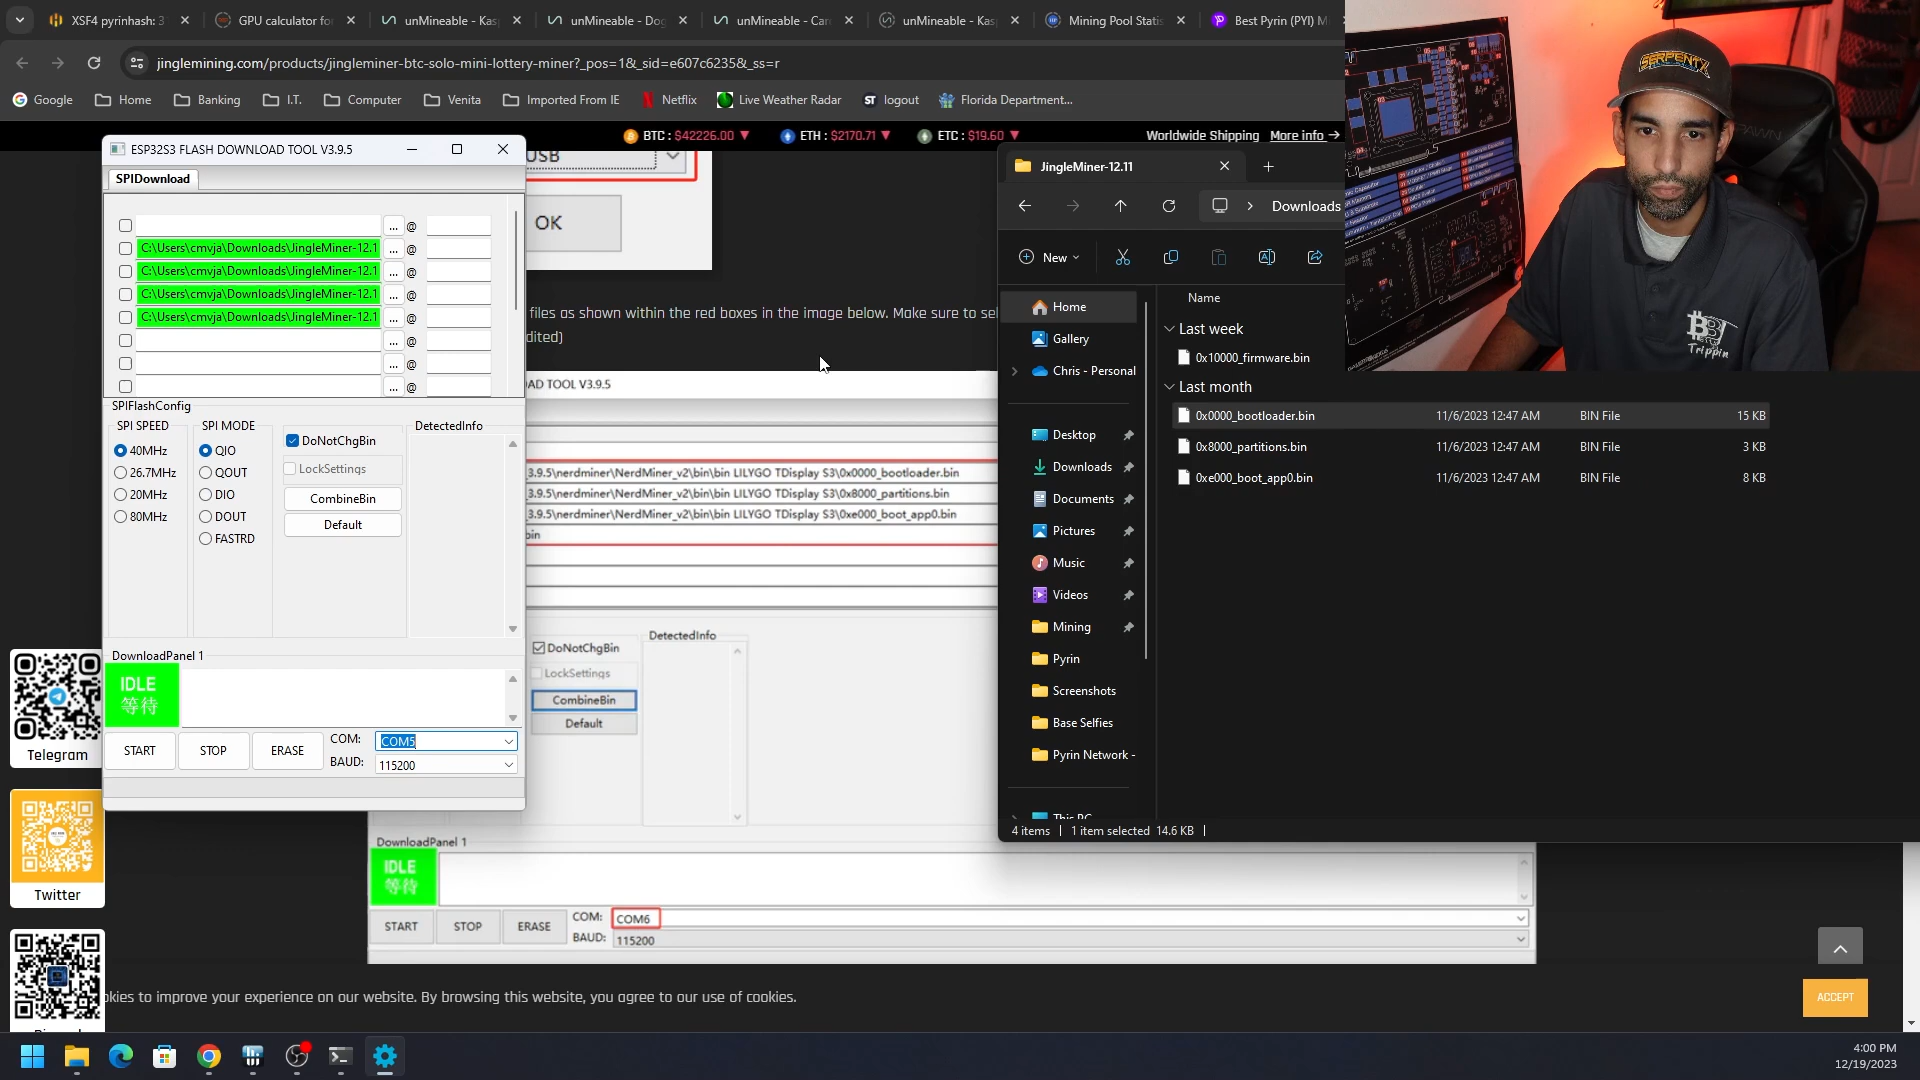 XSF4 pyrinhash: 3
GPU calculator fo
unMineable - Kas
unMineable - Dog
unMineable - Car
unMineable - Kas
Mining Pool Stati
Best Pyrin (PYI) M
jinglemining.com/products/jingleminer-btc-solo-mini-lottery-miner?_pos=1&_sid=e607c6235&_ss=r
Google
Home
Banking
I.T.
Computer
Venita
Imported From IE
Netflix
Live Weather Radar
ST logout
Florida Department...
BTC : $42226.00 ▼
ETH : $2170.71 ▼
ETC : $19.60 ▼
Worldwide Shipping
More info →
ESP32S3 FLASH DOWNLOAD TOOL V3.9.5
SPIDownload
... @
C:\Users\cmvja\Downloads\JingleMiner-12.1 ... @
C:\Users\cmvja\Downloads\JingleMiner-12.1 ... @
C:\Users\cmvja\Downloads\JingleMiner-12.1 ... @
C:\Users\cmvja\Downloads\JingleMiner-12.1 ... @
... @
... @
... @
SPIFlashConfig
SPI SPEED
40MHz
26.7MHz
20MHz
80MHz
SPI MODE
QIO
QOUT
DIO
DOUT
FASTRD
DoNotChgBin
LockSettings
CombineBin
Default
DetectedInfo
DownloadPanel 1
IDLE
等待
START
STOP
ERASE
COM: COM5
BAUD: 115200
USB
OK
files as shown within the red boxes in the image below. Make sure to sel
dited)
AD TOOL V3.9.5
3.9.5\nerdminer\NerdMiner_v2\bin\bin LILYGO TDisplay S3\0x0000_bootloader.bin
3.9.5\nerdminer\NerdMiner_v2\bin\bin LILYGO TDisplay S3\0x8000_partitions.bin
3.9.5\nerdminer\NerdMiner_v2\bin\bin LILYGO TDisplay S3\0xe000_boot_app0.bin
bin
DoNotChgBin
LockSettings
CombineBin
Default
DetectedInfo
DownloadPanel 1
IDLE
等待
START
STOP
ERASE
COM: COM6
BAUD: 115200
JingleMiner-12.11
Downloads
New
Home
Gallery
Chris - Personal
Desktop
Downloads
Documents
Pictures
Music
Videos
Mining
Pyrin
Screenshots
Base Selfies
Pyrin Network -
This PC
Name
Last week
0x10000_firmware.bin
Last month
0x0000_bootloader.bin 11/6/2023 12:47 AM BIN File 15 KB
0x8000_partitions.bin 11/6/2023 12:47 AM BIN File 3 KB
0xe000_boot_app0.bin 11/6/2023 12:47 AM BIN File 8 KB
4 items
1 item selected 14.6 KB
SERPENTX
Trippin
Telegram
Twitter
kies to improve your experience on our website. By browsing this website, you agree to our use of cookies.
ACCEPT
4:00 PM
12/19/2023